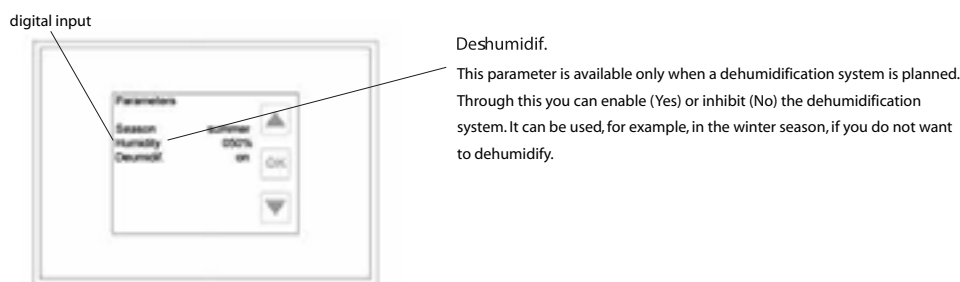 digital input
Deshumidif.
This parameter is available only when a dehumidification system is planned.
Through this you can enable (Yes) or inhibit (No) the dehumidification
system. It can be used, for example, in the winter season, if you do not want
to dehumidify.
Parameters
Season summer
Humidity 050%
Deumidif. on
OK